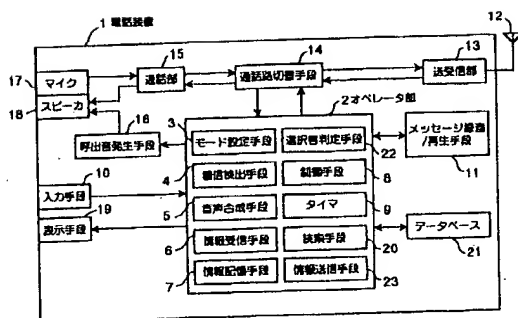 1 電話装置
12
15
通話部
14
通話路切替手段
13
送受信部
17
マイク
18
スピーカ
2 オペレータ部
16
呼出音発生手段
3
モード設定手段
選択番判定手段
22
メッセージ録音
/再生手段
11
10
入力手段
4
着信検出手段
制御手段
8
19
表示手段
5
音声合成手段
タイマ
9
6
情報受信手段
検索手段
20
データベース
21
7
情報記憶手段
情報送信手段
23